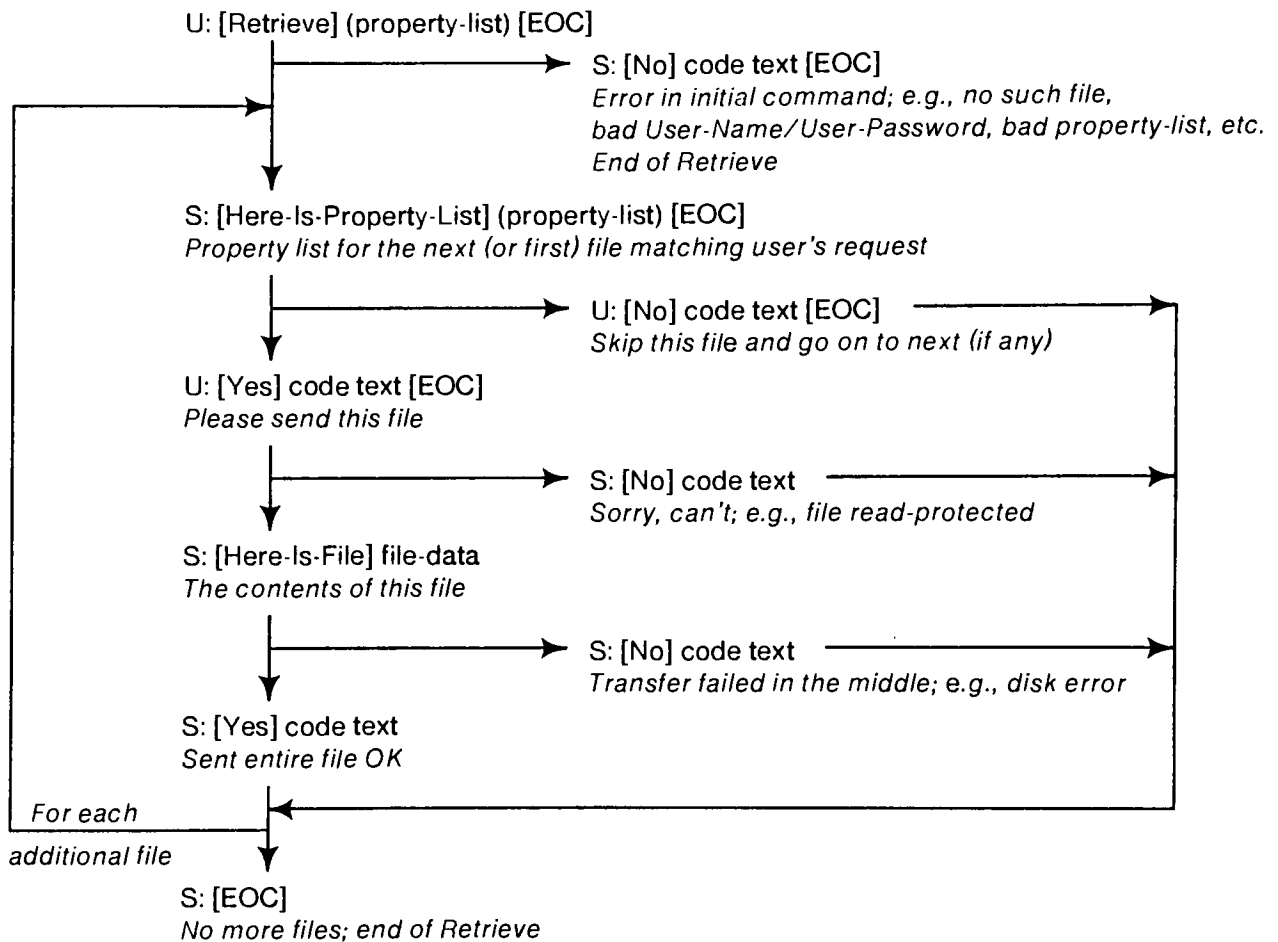 U: [Retrieve] (property-list) [EOC]
S: [No] code text [EOC]
Error in initial command; e.g., no such file,
bad User-Name/User-Password, bad property-list, etc.
End of Retrieve
S: [Here-Is-Property-List] (property-list) [EOC]
Property list for the next (or first) file matching user's request
U: [No] code text [EOC]
Skip this file and go on to next (if any)
U: [Yes] code text [EOC]
Please send this file
S: [No] code text
Sorry, can't; e.g., file read-protected
S: [Here-Is-File] file-data
The contents of this file
S: [No] code text
Transfer failed in the middle; e.g., disk error
S: [Yes] code text
Sent entire file OK
For each
additional file
S: [EOC]
No more files; end of Retrieve